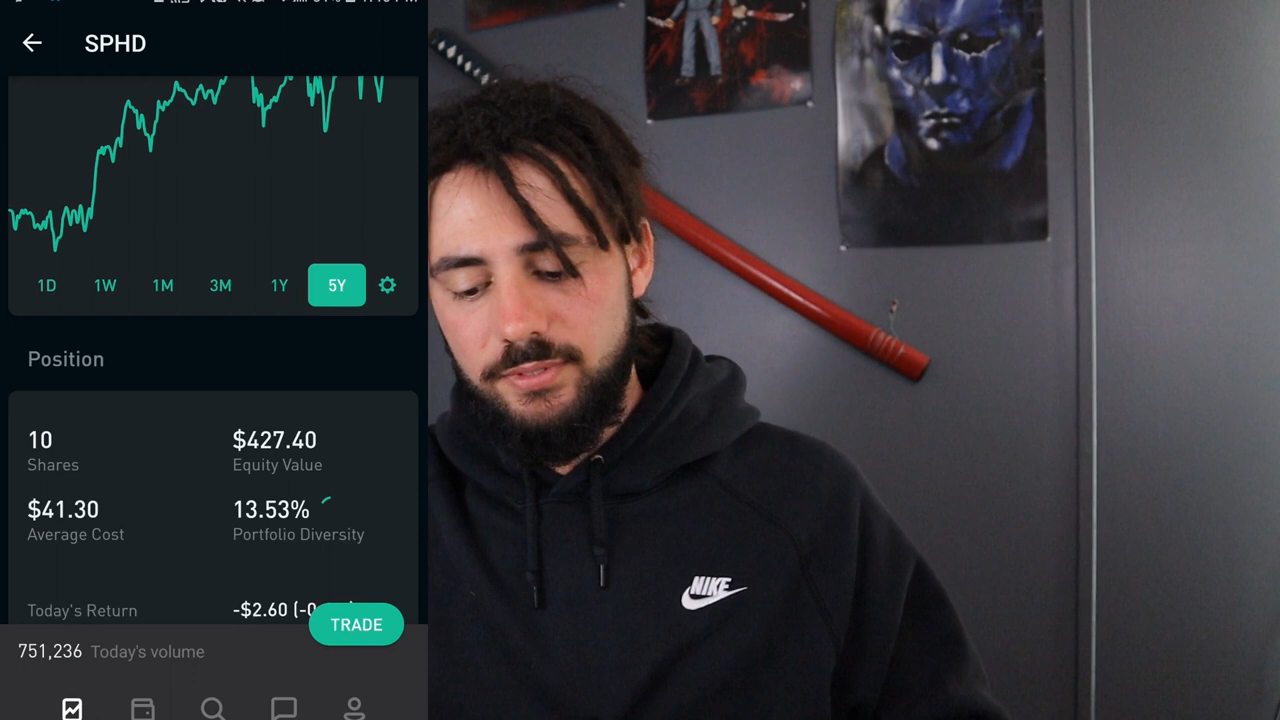 SPHD
1D 1W 1M 3M 1Y 5Y
Position
10 $427.40
Shares Equity Value
$41.30 13.53%
Average Cost Portfolio Diversity
Today's Return -$2.60 (-0
TRADE
751,236 Today's volume
NIKE